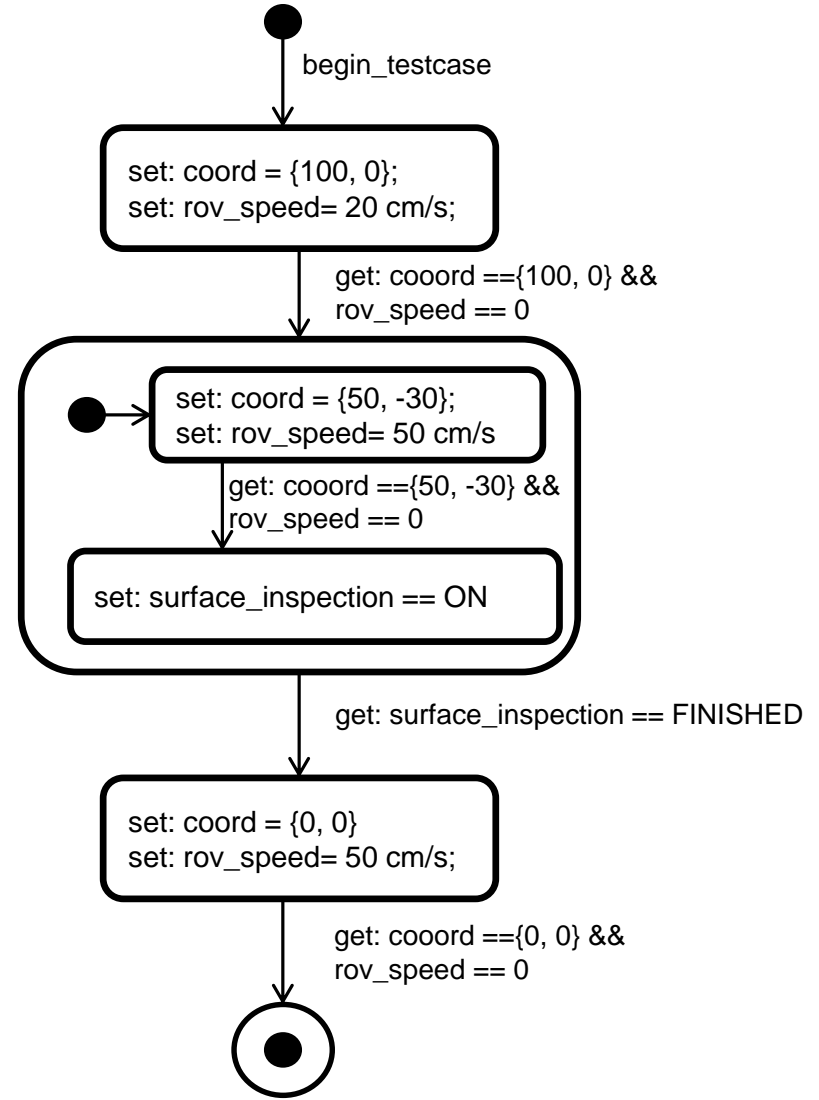 begin_testcase
set: coord = {100, 0};
set: rov_speed= 20 cm/s;
get: cooord =={100, 0} &&
rov_speed == 0
set: coord = {50, -30};
set: rov_speed= 50 cm/s
get: cooord =={50, -30} &&
rov_speed == 0
set: surface_inspection == ON
get: surface_inspection == FINISHED
set: coord = {0, 0}
set: rov_speed= 50 cm/s;
get: cooord =={0, 0} &&
rov_speed == 0